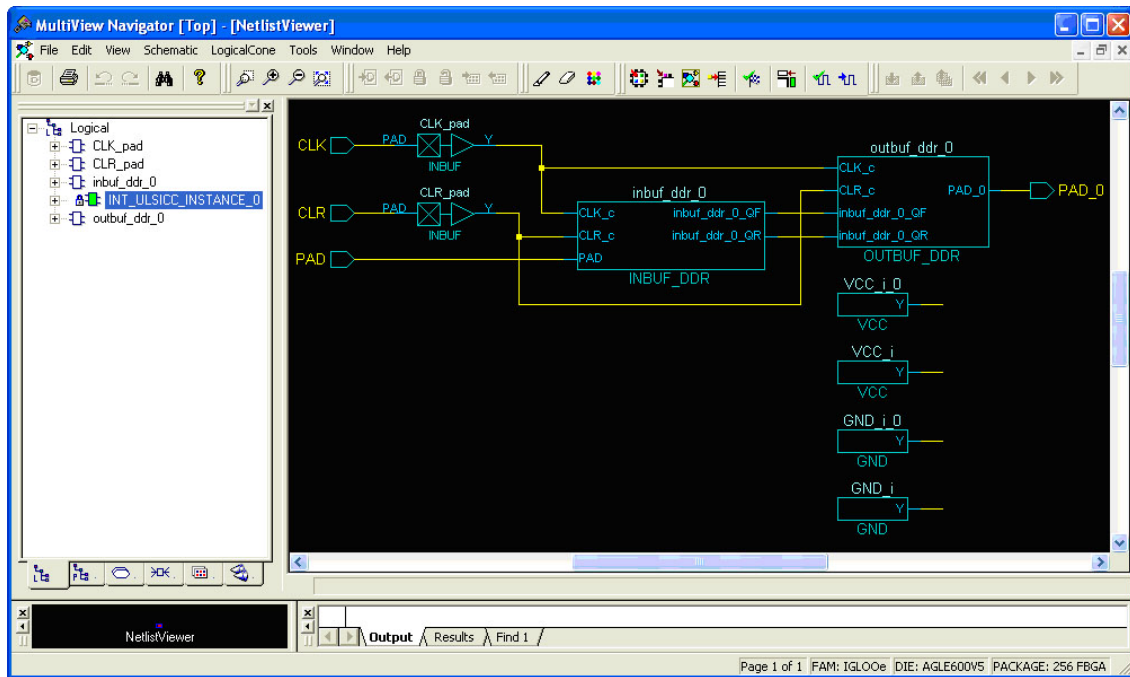 MultiView Navigator [Top] - [NetlistViewer]
File Edit View Schematic LogicalCone Tools Window Help
Logical
CLK_pad
CLR_pad
inbuf_ddr_0
INT_ULSICC_INSTANCE_0
outbuf_ddr_0
CLK_pad
CLK PAD Y
INBUF
CLR_pad
CLR PAD Y
INBUF
PAD
inbuf_ddr_0
CLK_c inbuf_ddr_0_QF
CLR_c inbuf_ddr_0_QR
PAD
INBUF_DDR
outbuf_ddr_0
CLK_c
CLR_c PAD_0 PAD_0
inbuf_ddr_0_QF
inbuf_ddr_0_QR
OUTBUF_DDR
VCC_i_0
Y
VCC
VCC_i
Y
VCC
GND_i_0
Y
GND
GND_i
Y
GND
NetlistViewer
Output Results Find 1
Page 1 of 1 FAM: IGLOOe DIE: AGLE600V5 PACKAGE: 256 FBGA